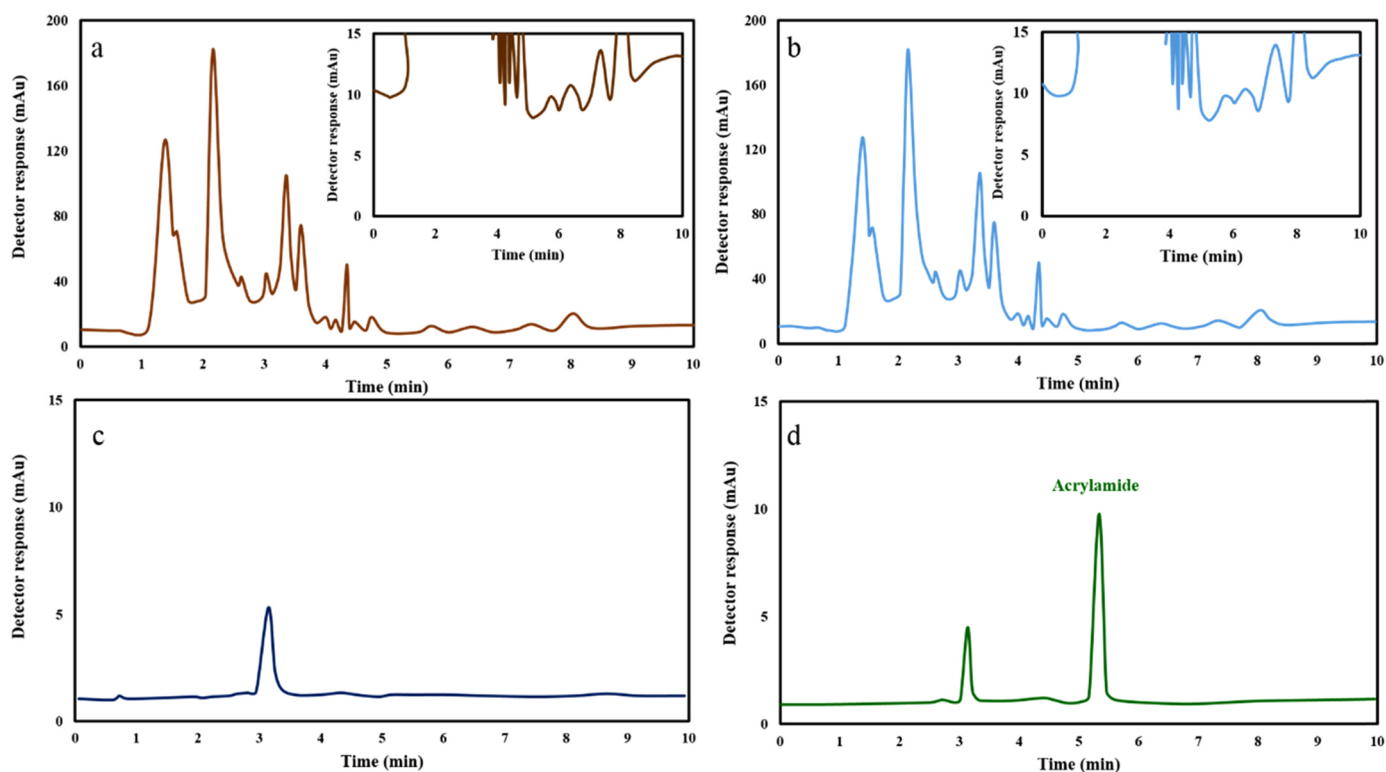 a
Detector response (mAu)
200
160
120
80
40
0
0 1 2 3 4 5 6 7 8 9 10
Time (min)
Detector response (mAu)
15
10
5
0
0 2 4 6 8 10
Time (min)
b
Detector response (mAu)
200
160
120
80
40
0
0 1 2 3 4 5 6 7 8 9 10
Time (min)
Detector response (mAu)
15
10
5
0
0 2 4 6 8 10
Time (min)
c
Detector response (mAu)
15
10
5
0
0 1 2 3 4 5 6 7 8 9 10
Time (min)
d
Detector response (mAu)
15
10
5
0
Acrylamide
0 1 2 3 4 5 6 7 8 9 10
Time (min)